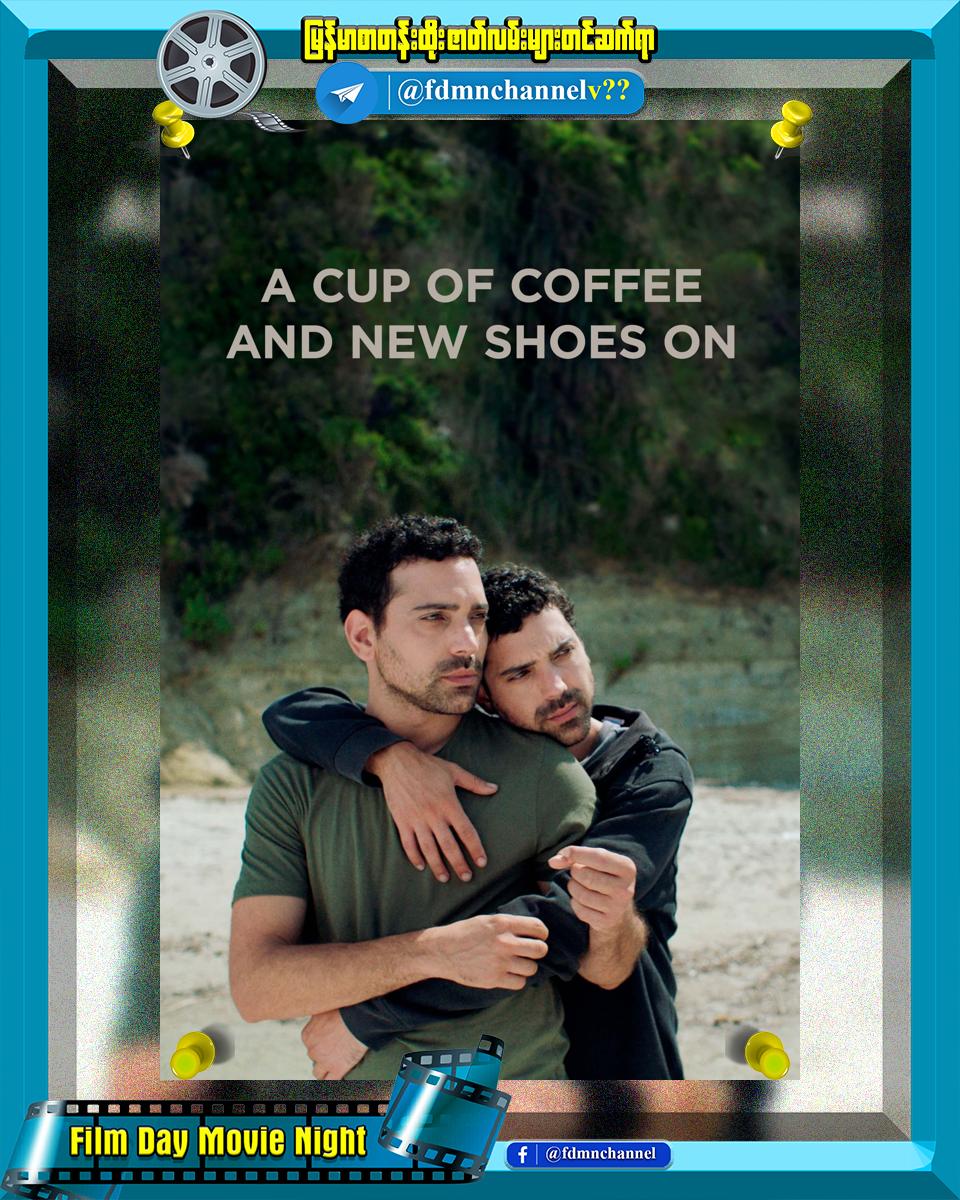 မြန်မာစာတန်းထိုးဇာတ်လမ်းများတင်ဆက်ရာ
@fdmnchannelv??
A CUP OF COFFEE
AND NEW SHOES ON
Film Day Movie Night
@fdmnchannel